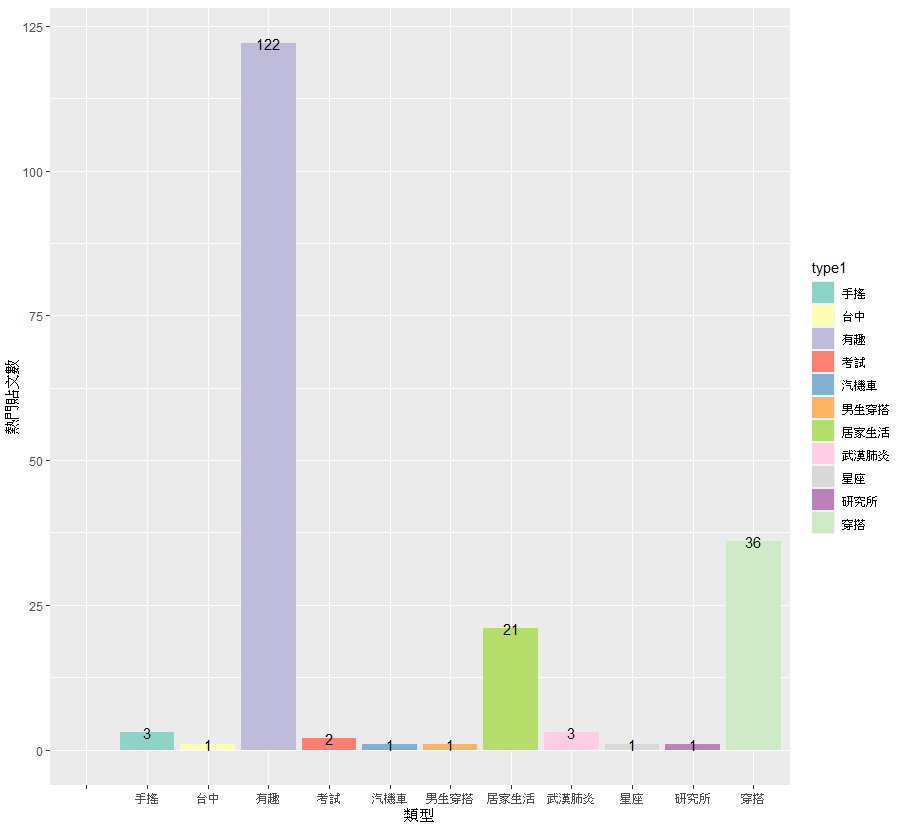 125
100
75
50
25
0
熱門貼文數
122
36
21
3
1
2
1
1
3
1
1
手搖
台中
有趣
考試
汽機車
男生穿搭
居家生活
武漢肺炎
星座
研究所
穿搭
類型
type1
手搖
台中
有趣
考試
汽機車
男生穿搭
居家生活
武漢肺炎
星座
研究所
穿搭